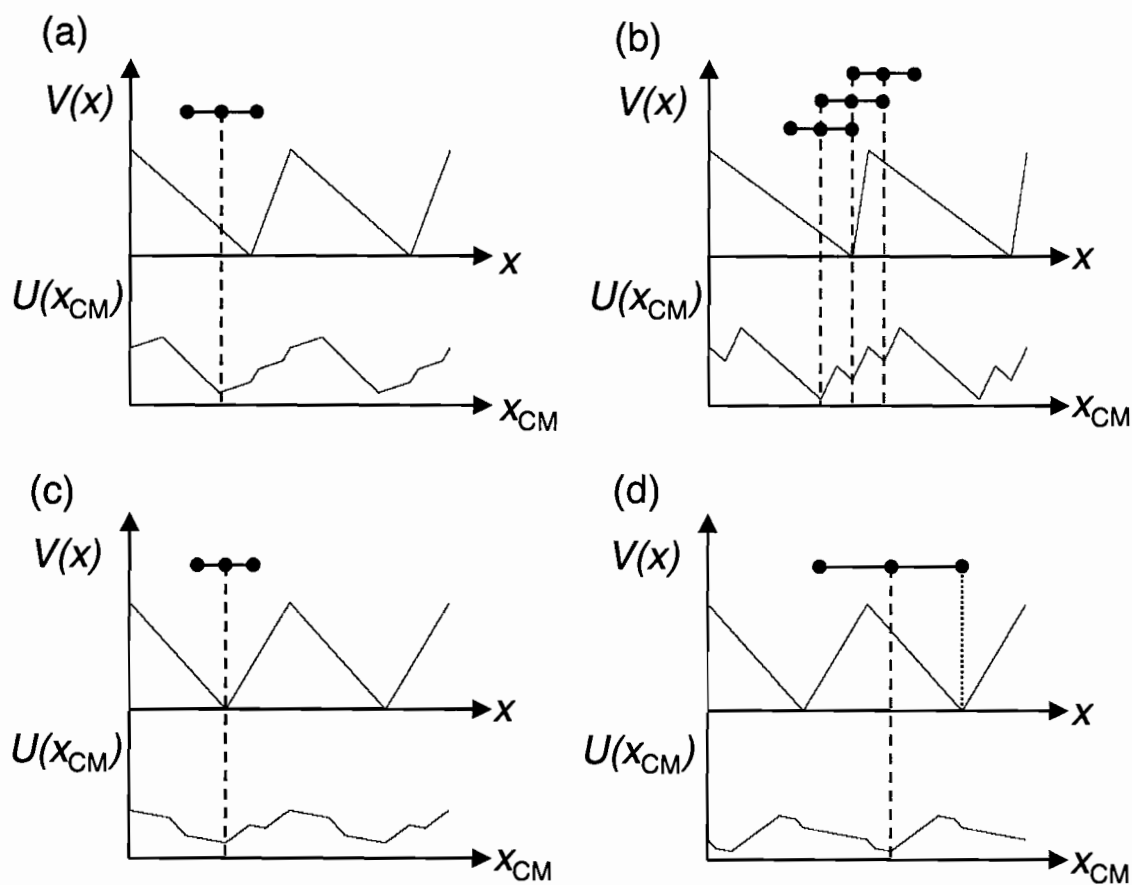 (a)
V(x)
x
U(xCM)
xCM
(b)
V(x)
x
U(xCM)
xCM
(c)
V(x)
x
U(xCM)
xCM
(d)
V(x)
x
U(xCM)
xCM